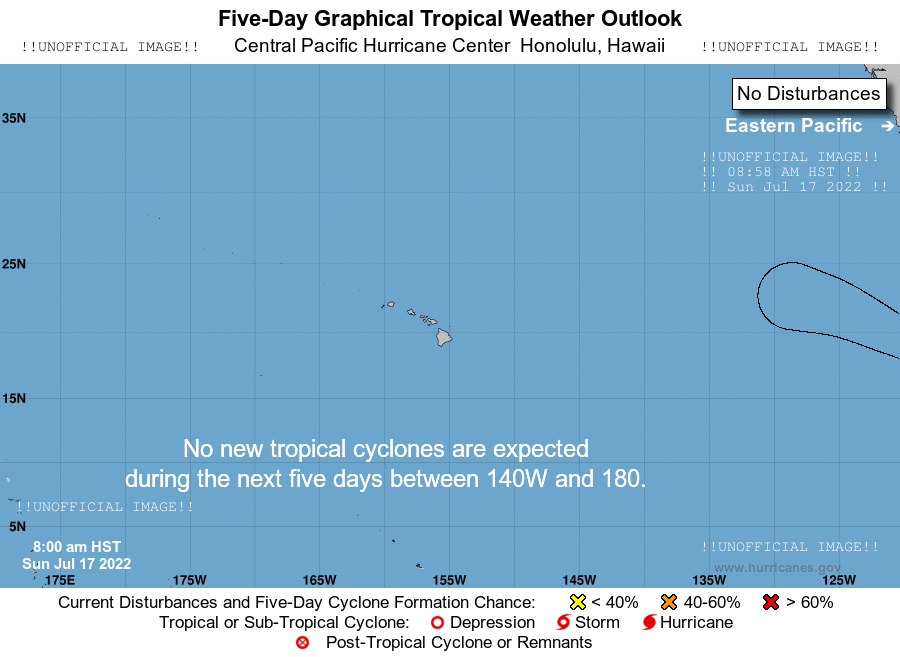 Five-Day Graphical Tropical Weather Outlook
!!UNOFFICIAL IMAGE!! Central Pacific Hurricane Center Honolulu, Hawaii !!UNOFFICIAL IMAGE!!
No Disturbances
35N
Eastern Pacific →
!!UNOFFICIAL IMAGE!!
!! 08:58 AM HST !!
!! Sun Jul 17 2022 !!
25N
15N
No new tropical cyclones are expected
during the next five days between 140W and 180.
!!UNOFFICIAL IMAGE!!
5N
8:00 am HST
Sun Jul 17 2022
!!UNOFFICIAL IMAGE!!
www.hurricanes.gov
175E 175W 165W 155W 145W 135W 125W
Current Disturbances and Five-Day Cyclone Formation Chance: < 40% 40-60% > 60%
Tropical or Sub-Tropical Cyclone: Depression Storm Hurricane
Post-Tropical Cyclone or Remnants